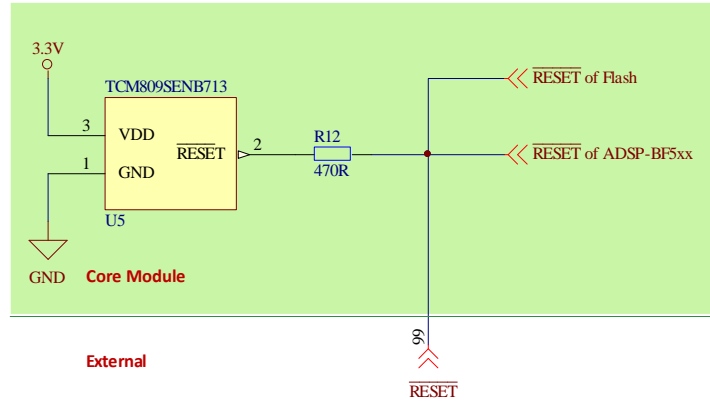 3.3V
TCM809SENB713
3
VDD
RESET
2
1
GND
U5
GND
R12
470R
RESET of Flash
RESET of ADSP-BF5xx
Core Module
99
External
RESET